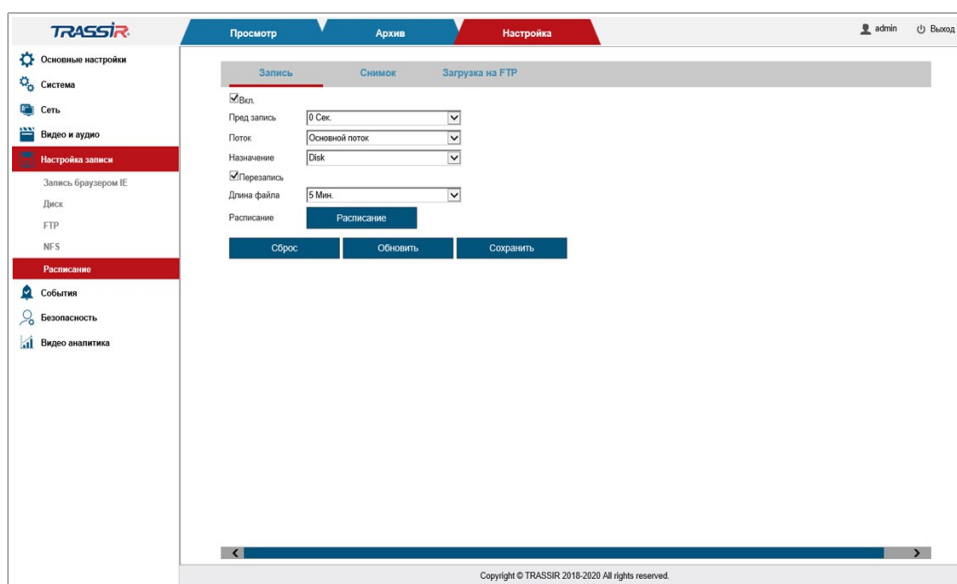 TRASSIR
Просмотр
Архив
Настройка
admin
Выход
Основные настройки
Система
Сеть
Видео и аудио
Настройка записи
Запись браузером IE
Диск
FTP
NFS
Расписание
События
Безопасность
Видео аналитика
Запись
Снимок
Загрузка на FTP
Вкл.
Пред запись 0 Сек.
Поток Основной поток
Назначение Disk
Перезапись
Длина файла 5 Мин.
Расписание Расписание
Сброс Обновить Сохранить
Copyright © TRASSIR 2018-2020 All rights reserved.